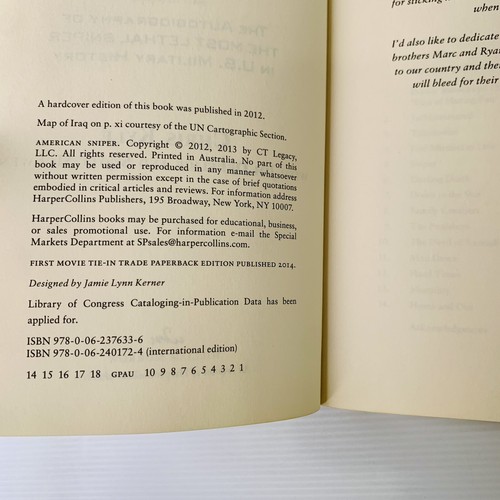 A hardcover edition of this book was published in 2012.
Map of Iraq on p. xi courtesy of the UN Cartographic Section.
AMERICAN SNIPER. Copyright © 2012, 2013 by CT Legacy,
LLC. All rights reserved. Printed in Australia. No part of this
book may be used or reproduced in any manner whatsoever
without written permission except in the case of brief quotations
embodied in critical articles and reviews. For information address
HarperCollins Publishers, 195 Broadway, New York, NY 10007.
HarperCollins books may be purchased for educational, business,
or sales promotional use. For information e-mail the Special
Markets Department at SPsales@harpercollins.com.
FIRST MOVIE TIE-IN TRADE PAPERBACK EDITION PUBLISHED 2014.
Designed by Jamie Lynn Kerner
Library of Congress Cataloging-in-Publication Data has been
applied for.
ISBN 978-0-06-237633-6
ISBN 978-0-06-240172-4 (international edition)
14 15 16 17 18 GPAU 10 9 8 7 6 5 4 3 2 1
for sticking
when
I'd also like to dedicate
brothers Marc and Rya
to our country and the
will bleed for their